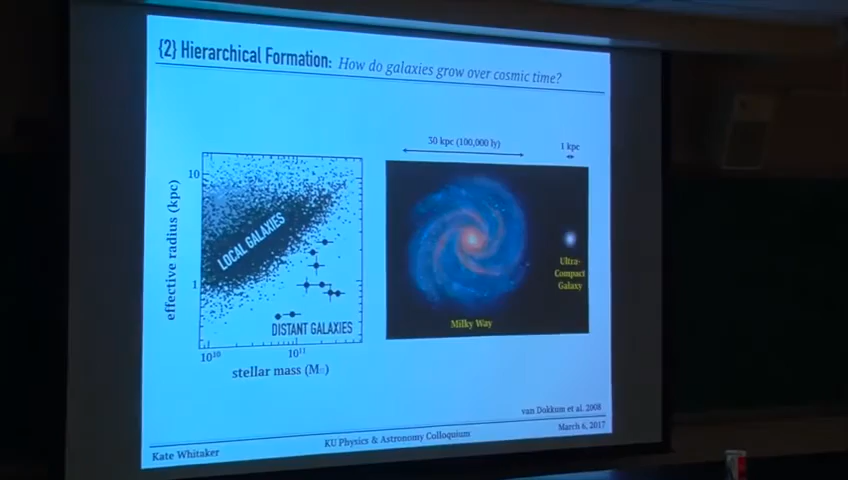 {2} Hierarchical Formation: How do galaxies grow over cosmic time?
30 kpc (100,000 ly)
1 kpc
10
1
effective radius (kpc)
LOCAL GALAXIES
DISTANT GALAXIES
10¹⁰
10¹¹
stellar mass (M☉)
Ultra-
Compact
Galaxy
Milky Way
van Dokkum et al. 2008
Kate Whitaker
KU Physics & Astronomy Colloquium
March 6, 2017